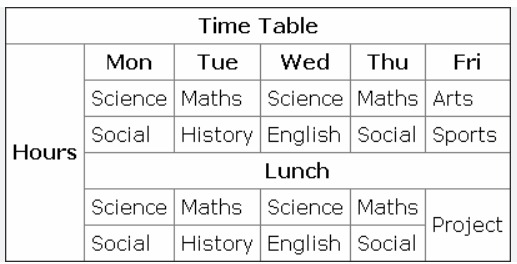 Time Table
Mon Tue Wed Thu Fri
Science Maths Science Maths Arts
Social History English Social Sports
Hours
Lunch
Science Maths Science Maths
Project
Social History English Social